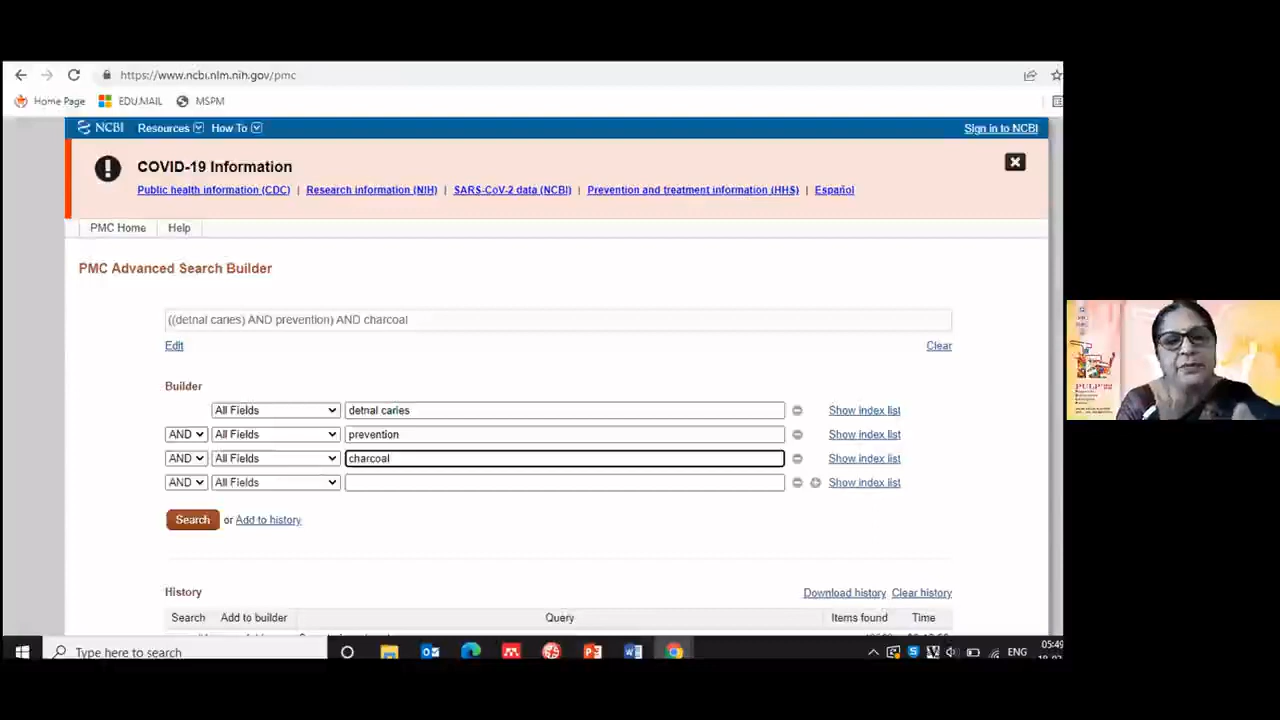 https://www.ncbi.nlm.nih.gov/pmc
Home Page EDU.MAIL MSPM
NCBI Resources How To Sign in to NCBI
COVID-19 Information
Public health information (CDC) | Research information (NIH) | SARS-CoV-2 data (NCBI) | Prevention and treatment information (HHS) | Español
PMC Home Help
PMC Advanced Search Builder
((detnal caries) AND prevention) AND charcoal
Edit Clear
Builder
All Fields detnal caries Show index list
AND All Fields prevention Show index list
AND All Fields charcoal Show index list
AND All Fields Show index list
Search or Add to history
History Download history Clear history
Search Add to builder Query Items found Time
PULP'22
Type here to search ENG 05:49